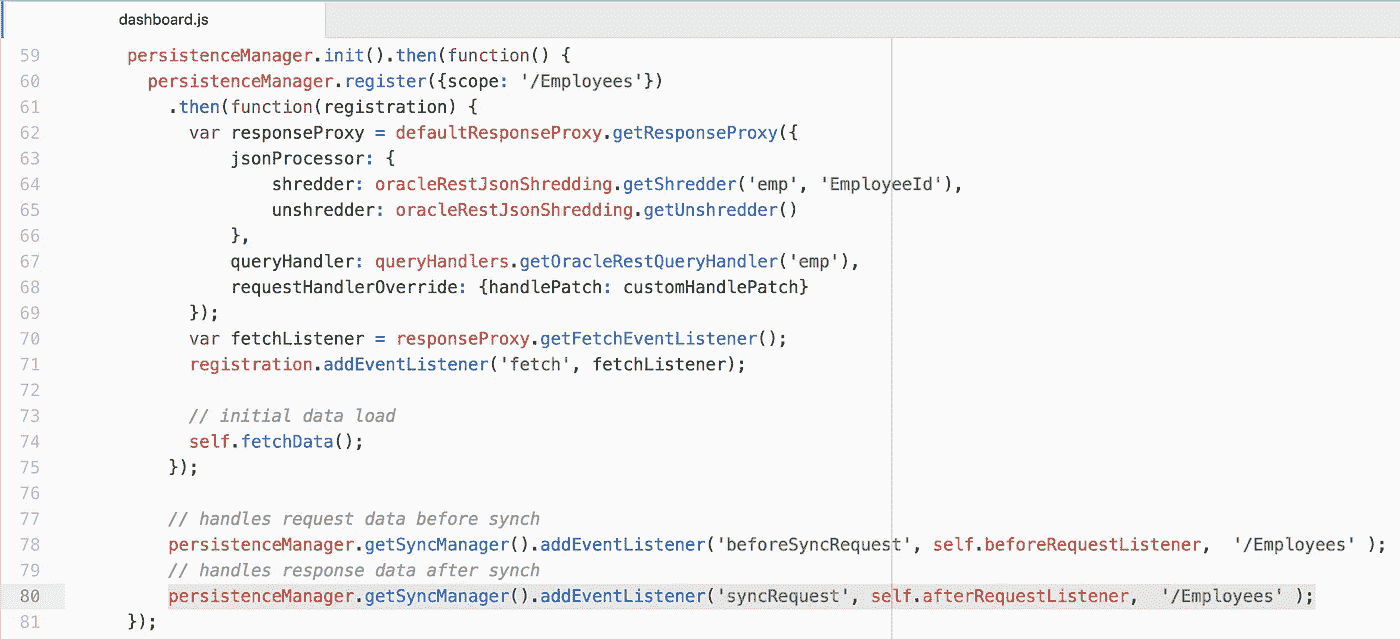 dashboard.js
59 persistenceManager.init().then(function() {
60 persistenceManager.register({scope: '/Employees'})
61 .then(function(registration) {
62 var responseProxy = defaultResponseProxy.getResponseProxy({
63 jsonProcessor: {
64 shredder: oracleRestJsonShredding.getShredder('emp', 'EmployeeId'),
65 unshredder: oracleRestJsonShredding.getUnshredder()
66 },
67 queryHandler: queryHandlers.getOracleRestQueryHandler('emp'),
68 requestHandlerOverride: {handlePatch: customHandlePatch}
69 });
70 var fetchListener = responseProxy.getFetchEventListener();
71 registration.addEventListener('fetch', fetchListener);
72
73 // initial data load
74 self.fetchData();
75 });
76
77 // handles request data before synch
78 persistenceManager.getSyncManager().addEventListener('beforeSyncRequest', self.beforeRequestListener,  '/Employees' );
79 // handles response data after synch
80 persistenceManager.getSyncManager().addEventListener('syncRequest', self.afterRequestListener,  '/Employees' );
81 });